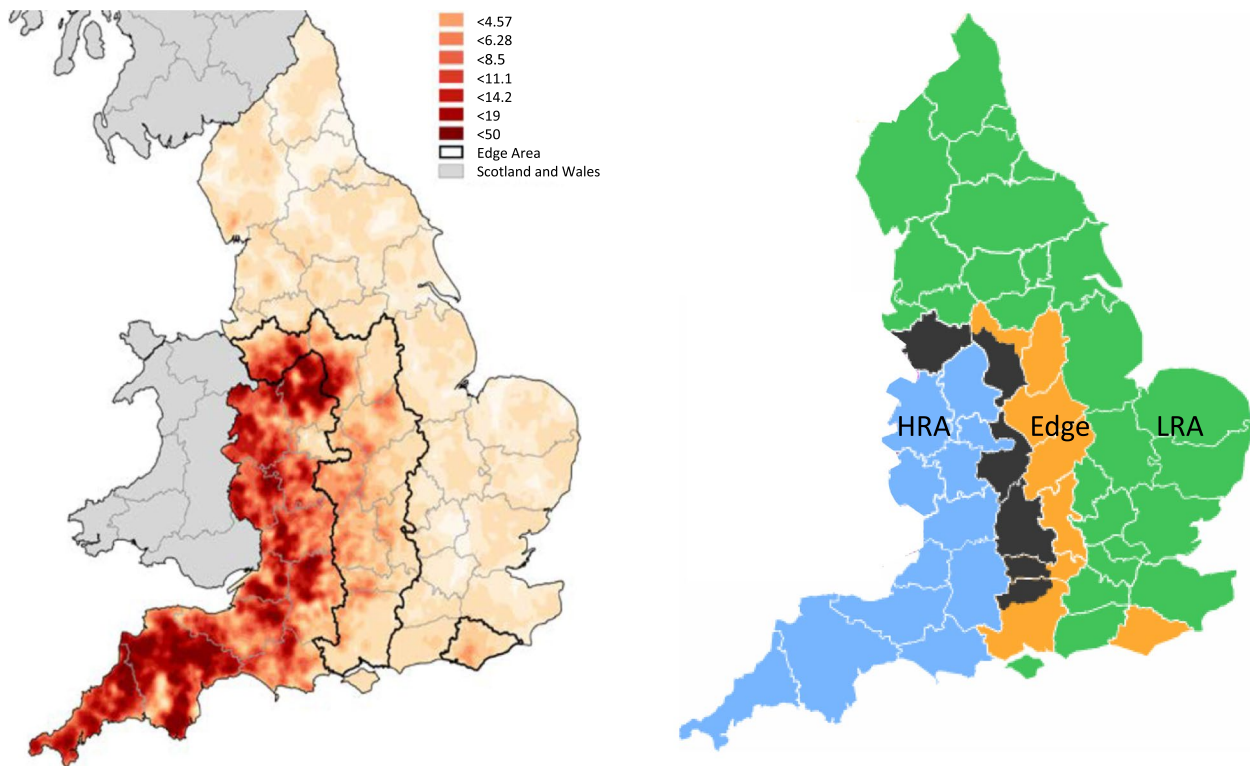 <4.57
<6.28
<8.5
<11.1
<14.2
<19
<50
Edge Area
Scotland and Wales
HRA
Edge
LRA